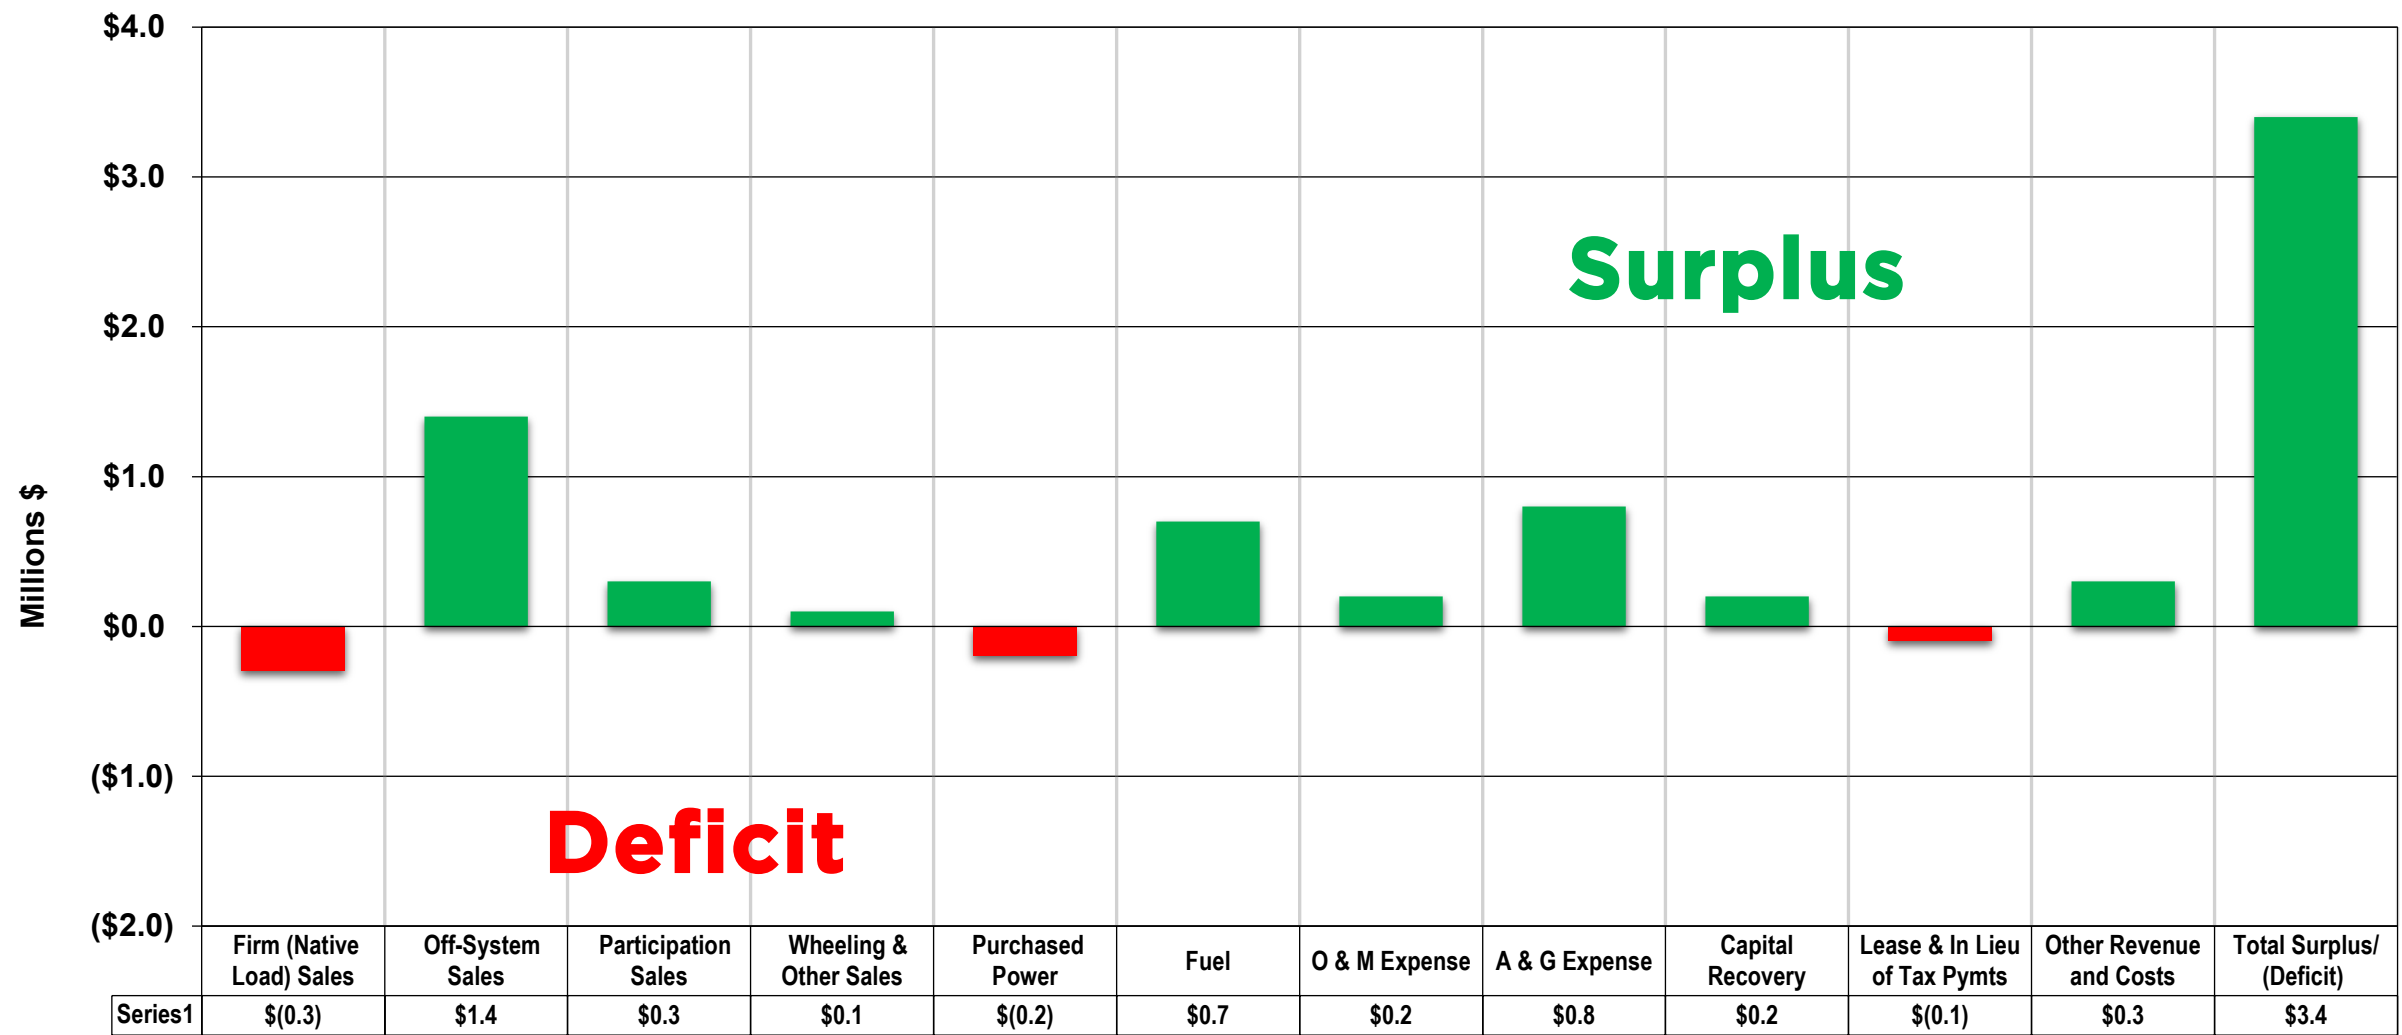 $4.0
$3.0
Surplus
$2.0
$1.0
Millions $
$0.0
($1.0)
Deficit
($2.0)
Firm (Native Load) Sales
Off-System Sales
Participation Sales
Wheeling & Other Sales
Purchased Power
Fuel
O & M Expense
A & G Expense
Capital Recovery
Lease & In Lieu of Tax Pymts
Other Revenue and Costs
Total Surplus/ (Deficit)
Series1 $(0.3) $1.4 $0.3 $0.1 $(0.2) $0.7 $0.2 $0.8 $0.2 $(0.1) $0.3 $3.4